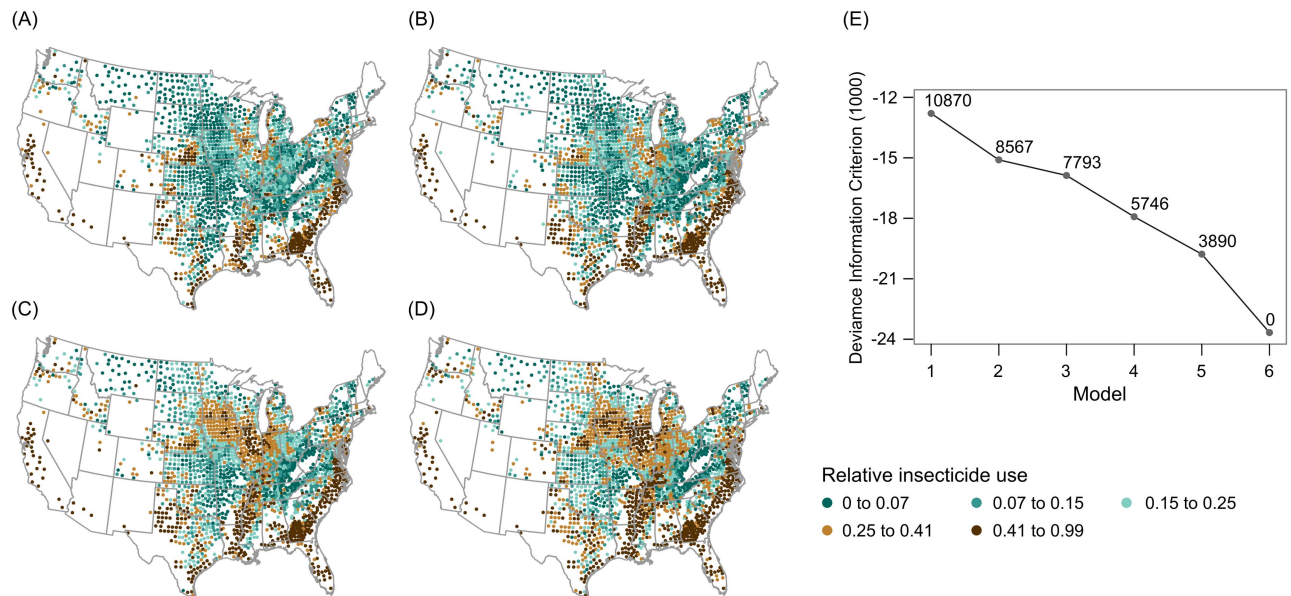 (A)
(B)
(C)
(D)
(E)
Deviamce Information Criterion (1000)
-12
-15
-18
-21
-24
10870
8567
7793
5746
3890
0
1 2 3 4 5 6
Model
Relative insecticide use
0 to 0.07 0.07 to 0.15 0.15 to 0.25
0.25 to 0.41 0.41 to 0.99